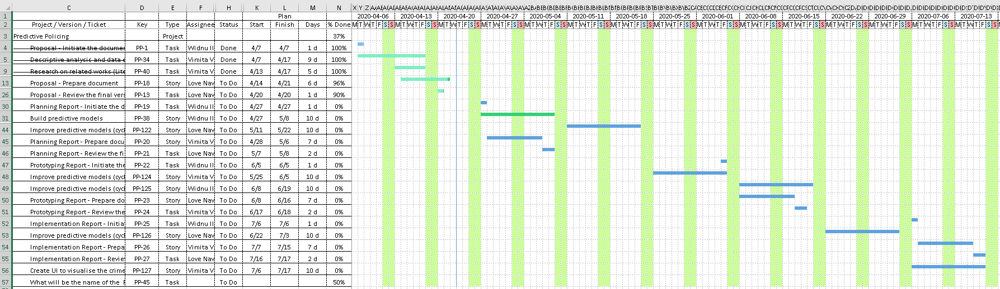 C D E F H K L M N X Y Z
1 Plan 2020-04-06 2020-04-13 2020-04-20 2020-04-27 2020-05-04 2020-05-11 2020-05-18 2020-05-25 2020-06-01 2020-06-08 2020-06-15 2020-06-22 2020-06-29 2020-07-06 2020-07-13
2 Project / Version / Ticket Key Type Assignee Status Start Finish Days % Done M T W T F S S M T W T F S S M T W T F S S M T W T F S S M T W T F S S M T W T F S S M T W T F S S M T W T F S S M T W T F S S M T W T F S S M T W T F S S M T W T F S S M T W T F S S M T W T F S S M T W T F S S
3 Predictive Policing Project 37%
4 Proposal - Initiate the documen PP-1 Task Widnu II Done 4/7 4/7 1 d 100%
5 Descriptive analysis and data e PP-34 Task Vimita V Done 4/7 4/17 9 d 100%
9 Research on related works (Lite PP-40 Task Vimita V Done 4/13 4/17 5 d 100%
13 Proposal - Prepare document PP-18 Story Love Nav To Do 4/14 4/21 6 d 96%
26 Proposal - Review the final vers PP-13 Task Love Nav To Do 4/20 4/20 1 d 90%
30 Planning Report - Initiate the d PP-19 Task Widnu II To Do 4/27 4/27 1 d 0%
31 Build predictive models PP-38 Story Widnu II To Do 4/27 5/8 10 d 0%
44 Improve predictive models (cyc PP-122 Story Love Nav To Do 5/11 5/22 10 d 0%
45 Planning Report - Prepare docu PP-20 Story Vimita V To Do 4/28 5/6 7 d 0%
46 Planning Report - Review the fi PP-21 Task Love Nav To Do 5/7 5/8 2 d 0%
47 Prototyping Report - Initiate the PP-22 Task Widnu II To Do 6/5 6/5 1 d 0%
48 Improve predictive models (cyc PP-124 Story Vimita V To Do 5/25 6/5 10 d 0%
49 Improve predictive models (cyc PP-125 Story Widnu II To Do 6/8 6/19 10 d 0%
50 Prototyping Report - Prepare do PP-23 Story Love Nav To Do 6/8 6/16 7 d 0%
51 Prototyping Report - Review the PP-24 Task Vimita V To Do 6/17 6/18 2 d 0%
52 Implementation Report - Initia PP-25 Task Widnu II To Do 7/6 7/6 1 d 0%
53 Improve predictive models (cyc PP-126 Story Love Nav To Do 6/22 7/3 10 d 0%
54 Implementation Report - Prepa PP-26 Story Vimita V To Do 7/7 7/15 7 d 0%
55 Implementation Report - Revie PP-27 Task Love Nav To Do 7/16 7/17 2 d 0%
56 Create UI to visualise the crime PP-127 Story Vimita V To Do 7/6 7/17 10 d 0%
57 What will be the name of the PP-45 Task To Do 50%